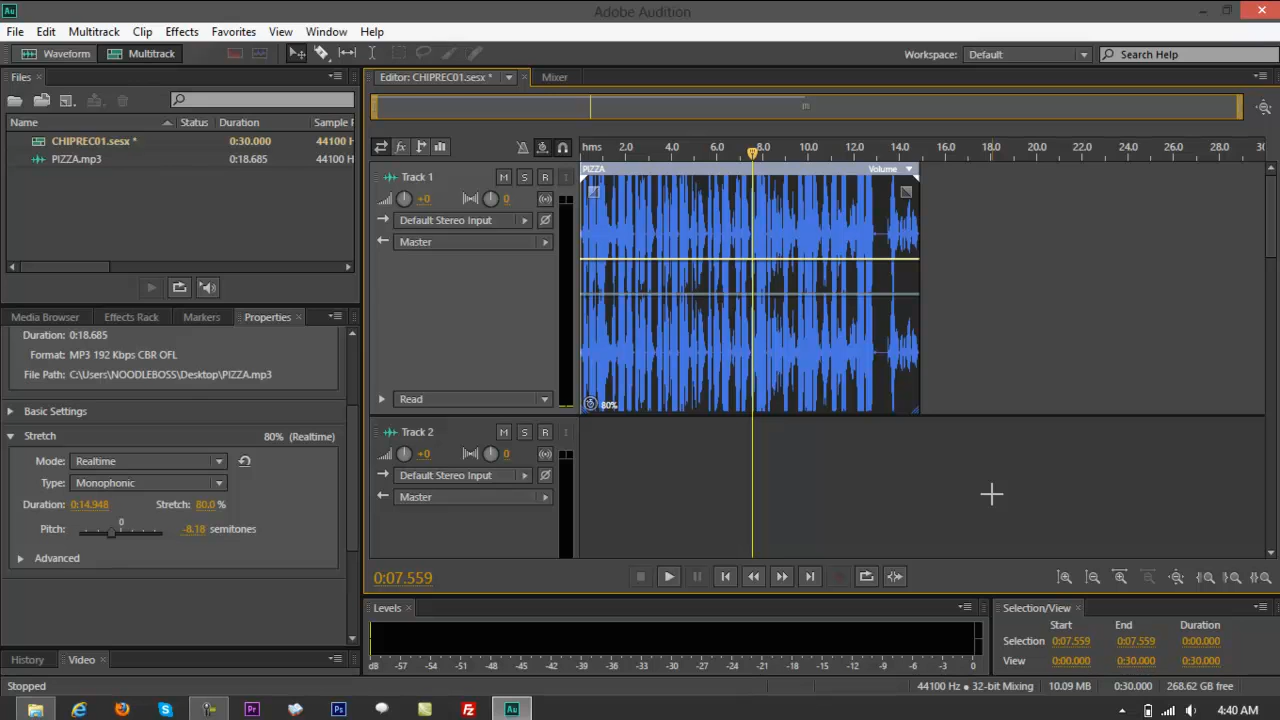 Au
Adobe Audition
File Edit Multitrack Clip Effects Favorites View Window Help
Waveform Multitrack Workspace: Default Search Help
Files × Editor: CHIPREC01.sesx * × Mixer
Name Status Duration Sample F
CHIPREC01.sesx * 0:30.000 44100 H
PIZZA.mp3 0:18.685 44100 H
fx hms 2.0 4.0 6.0 8.0 10.0 12.0 14.0 16.0 18.0 20.0 22.0 24.0 26.0 28.0 30
PIZZA Volume
Track 1 M S R I
+0 0
Default Stereo Input
Master
Read
80%
Track 2 M S R I
+0 0
Default Stereo Input
Master
Media Browser Effects Rack Markers Properties ×
Duration: 0:18.685
Format: MP3 192 Kbps CBR OFL
File Path: C:\Users\NOODLEBOSS\Desktop\PIZZA.mp3
Basic Settings
Stretch 80% (Realtime)
Mode: Realtime
Type: Monophonic
Duration: 0:14.948 Stretch: 80.0 %
0
Pitch: -8.18 semitones
Advanced
0:07.559
History Video ×
Levels ×
dB -57 -54 -51 -48 -45 -42 -39 -36 -33 -30 -27 -24 -21 -18 -15 -12 -9 -6 -3 0
Selection/View ×
Start End Duration
Selection 0:07.559 0:07.559 0:00.000
View 0:00.000 0:30.000 0:30.000
Stopped 44100 Hz • 32-bit Mixing 10.09 MB 0:30.000 268.62 GB free
Pr Ps Fz Au 4:40 AM